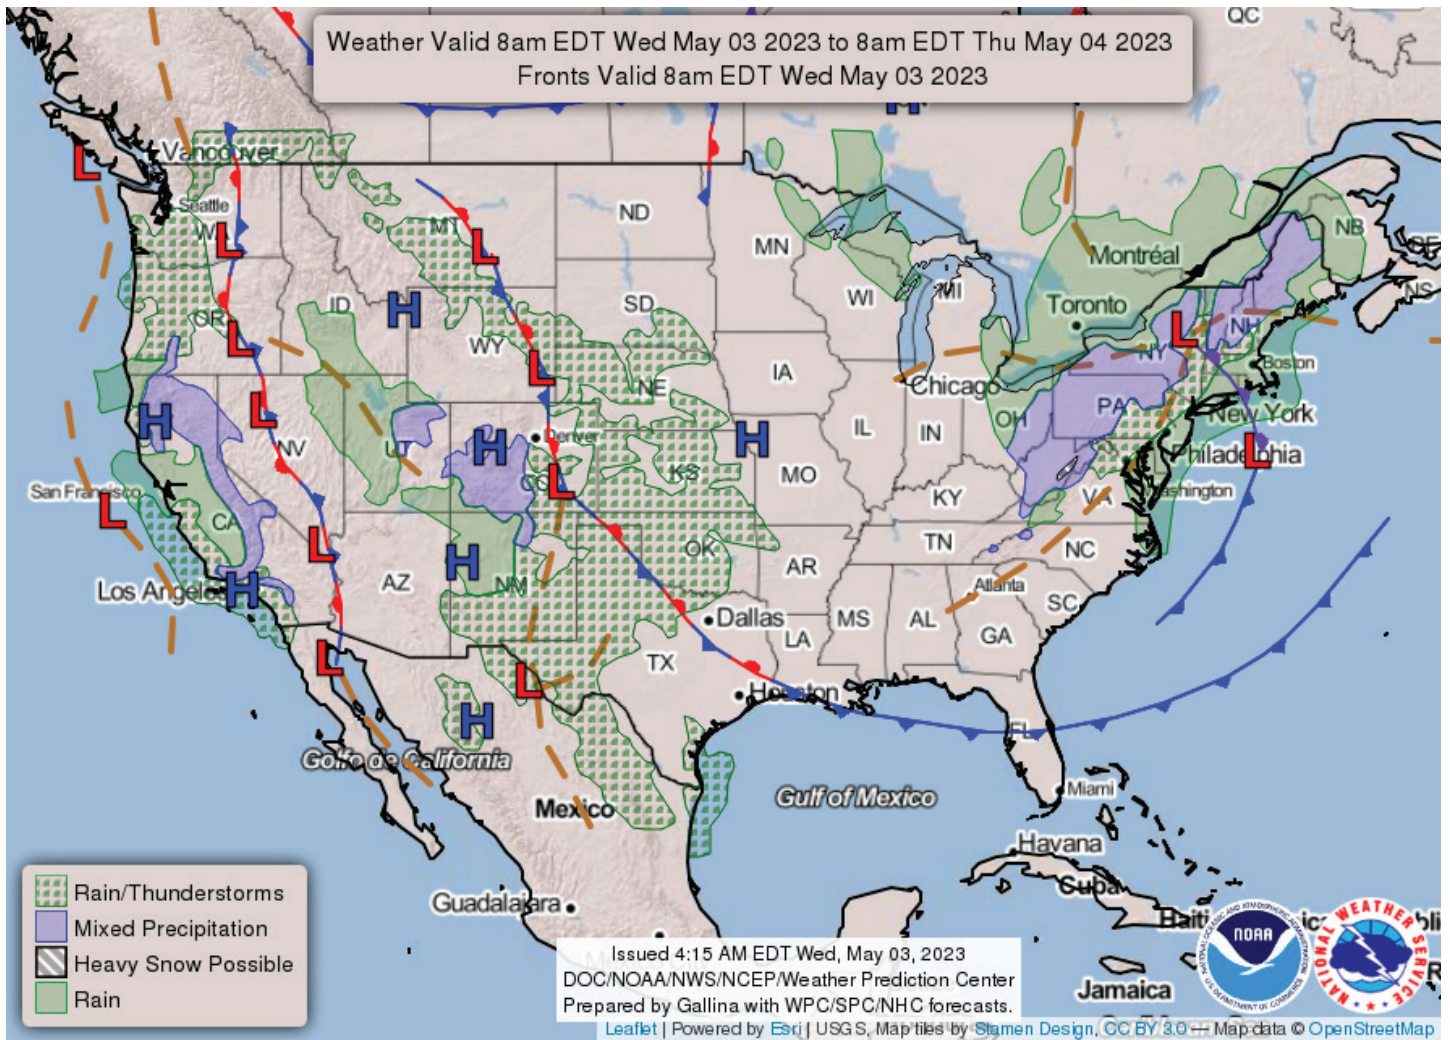 QC
Weather Valid 8am EDT Wed May 03 2023 to 8am EDT Thu May 04 2023
Fronts Valid 8am EDT Wed May 03 2023
H
Vancouver
L
Seattle
WA
L
MT
L
ND
MN
Montréal
NB
NS
ID
H
SD
WI
MI
Toronto
OR
L
WY
L
NE
IA
Chicago
NY
L
NH
Boston
H
L
NV
UT
H
Denver
CO
L
KS
H
MO
IL
IN
OH
PA
New York
Philadelphia
L
San Francisco
L
CA
L
KY
VA
Washington
Los Angeles
H
AZ
H
NM
OK
AR
TN
NC
Atlanta
SC
Dallas
MS
AL
GA
LA
L
L
TX
Houston
H
FL
Golfo de California
Mexico
Gulf of Mexico
Miami
Havana
Cuba
Guadalajara
Jamaica
Rain/Thunderstorms
Mixed Precipitation
Heavy Snow Possible
Rain
Issued 4:15 AM EDT Wed, May 03, 2023
DOC/NOAA/NWS/NCEP/Weather Prediction Center
Prepared by Gallina with WPC/SPC/NHC forecasts.
NOAA
NATIONAL WEATHER SERVICE
Leaflet | Powered by Esri | USGS, Map tiles by Stamen Design, CC BY 3.0 — Map data © OpenStreetMap